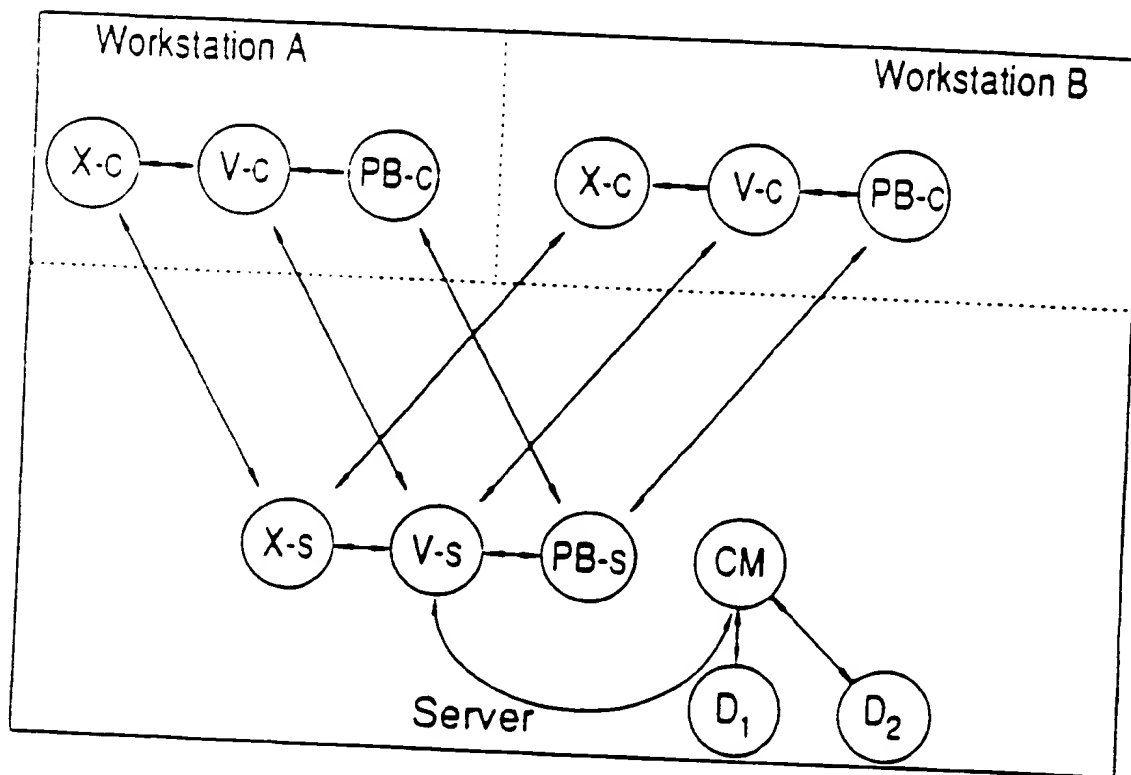 Workstation A
Workstation B
X-c
V-c
PB-c
X-c
V-c
PB-c
X-s
V-s
PB-s
CM
Server
D₁
D₂